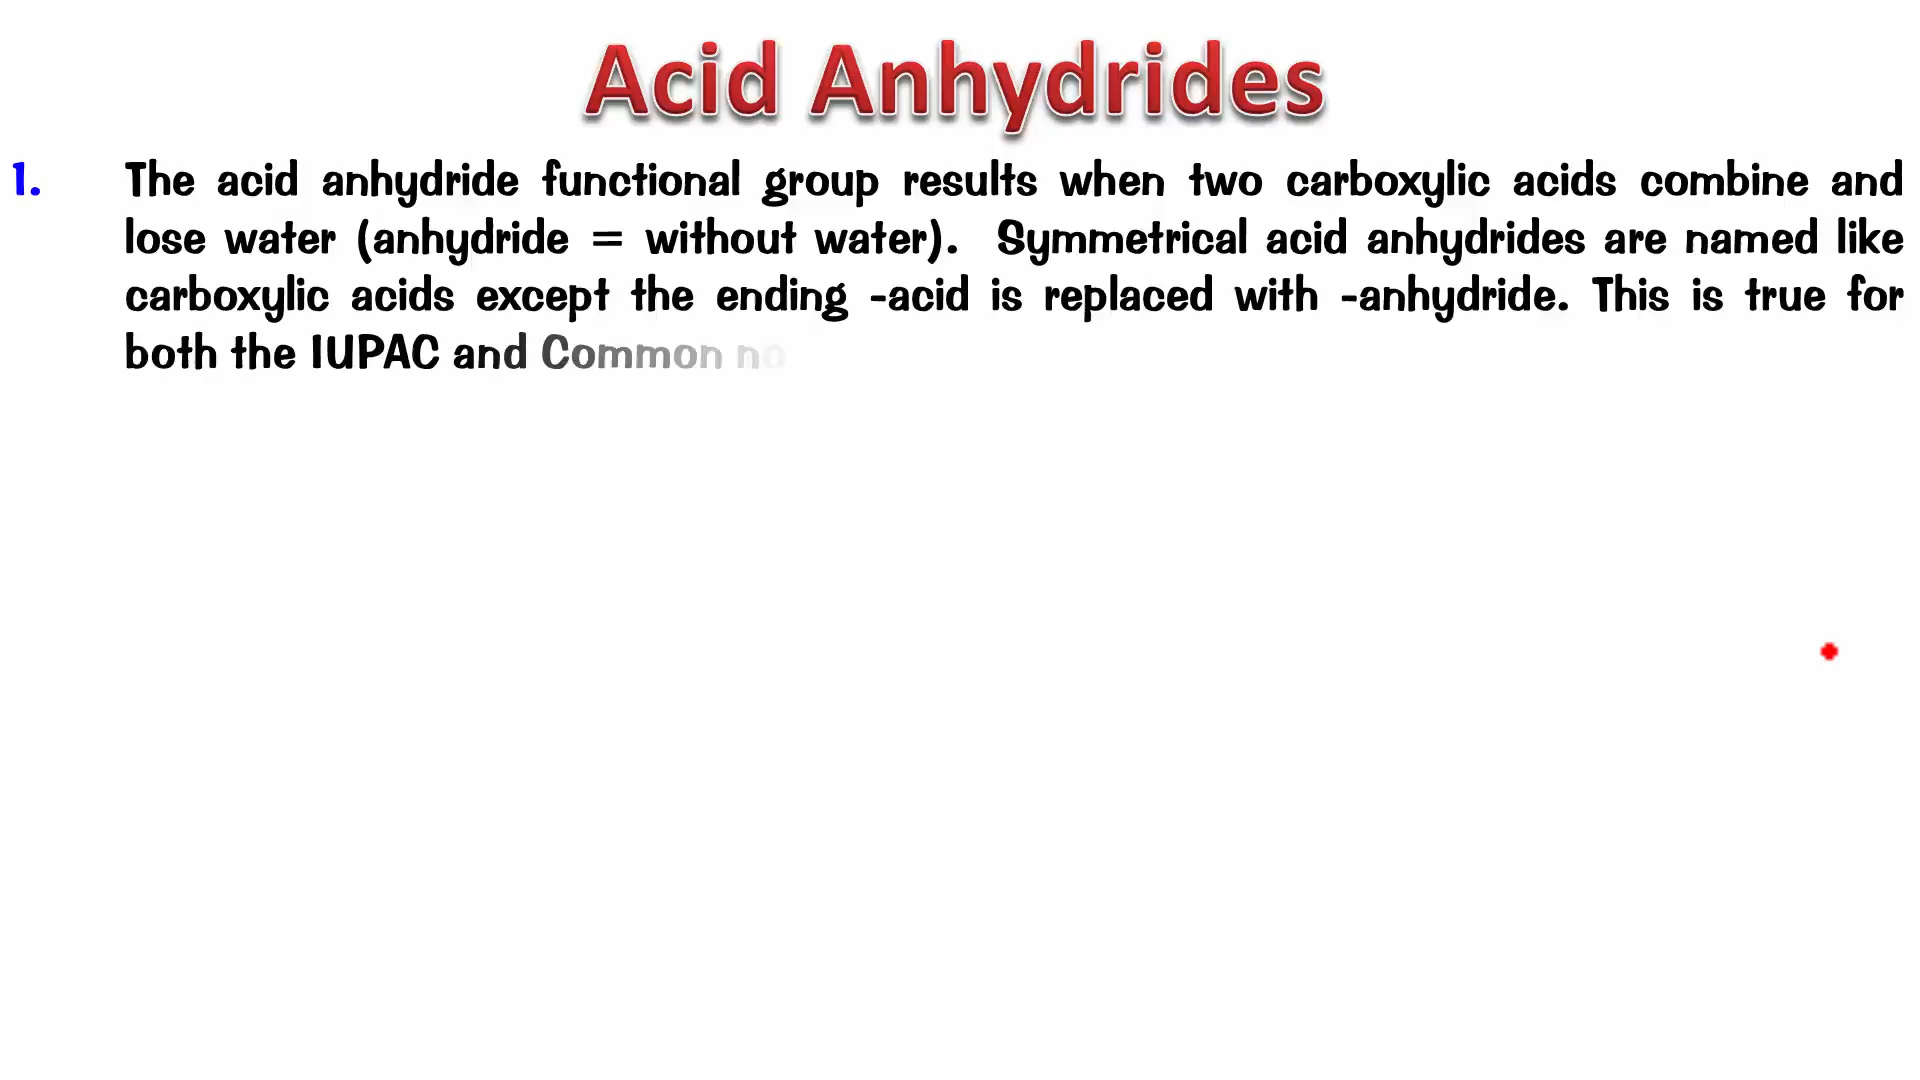 Acid Anhydrides
1. The acid anhydride functional group results when two carboxylic acids combine and
lose water (anhydride = without water). Symmetrical acid anhydrides are named like
carboxylic acids except the ending -acid is replaced with -anhydride. This is true for
both the IUPAC and Common